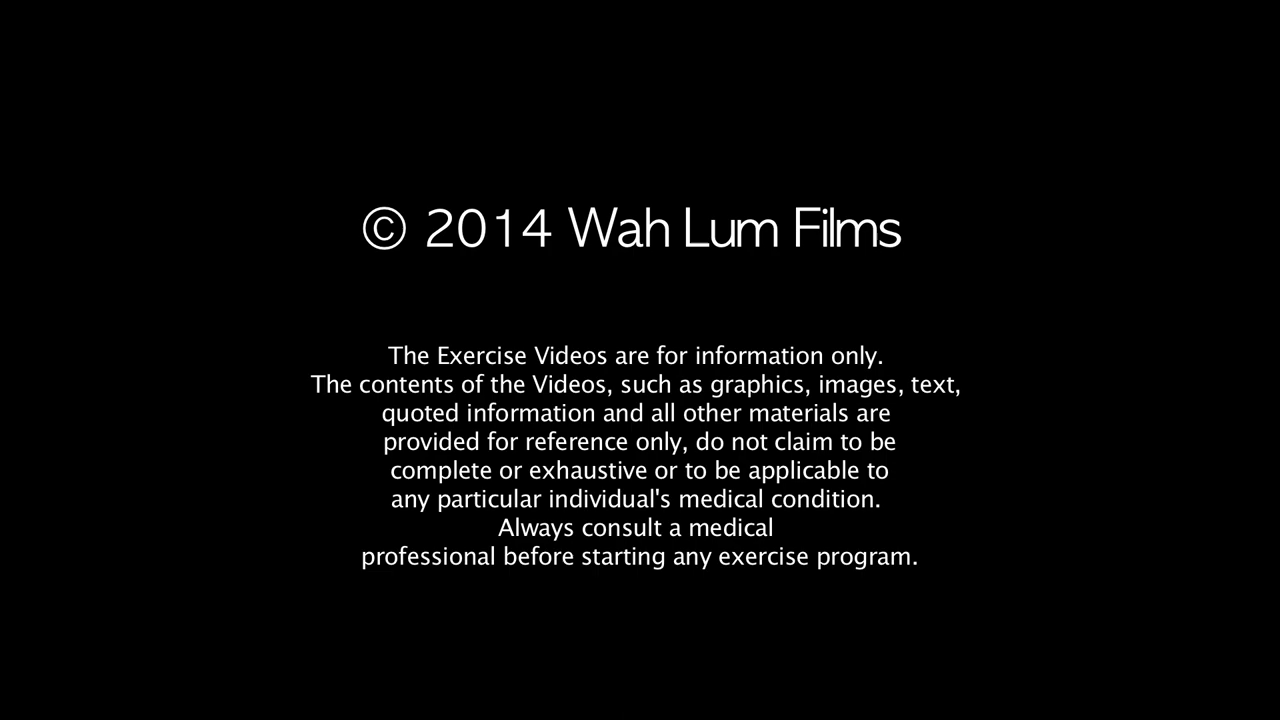 © 2014 Wah Lum Films
The Exercise Videos are for information only.
The contents of the Videos, such as graphics, images, text,
quoted information and all other materials are
provided for reference only, do not claim to be
complete or exhaustive or to be applicable to
any particular individual's medical condition.
Always consult a medical
professional before starting any exercise program.